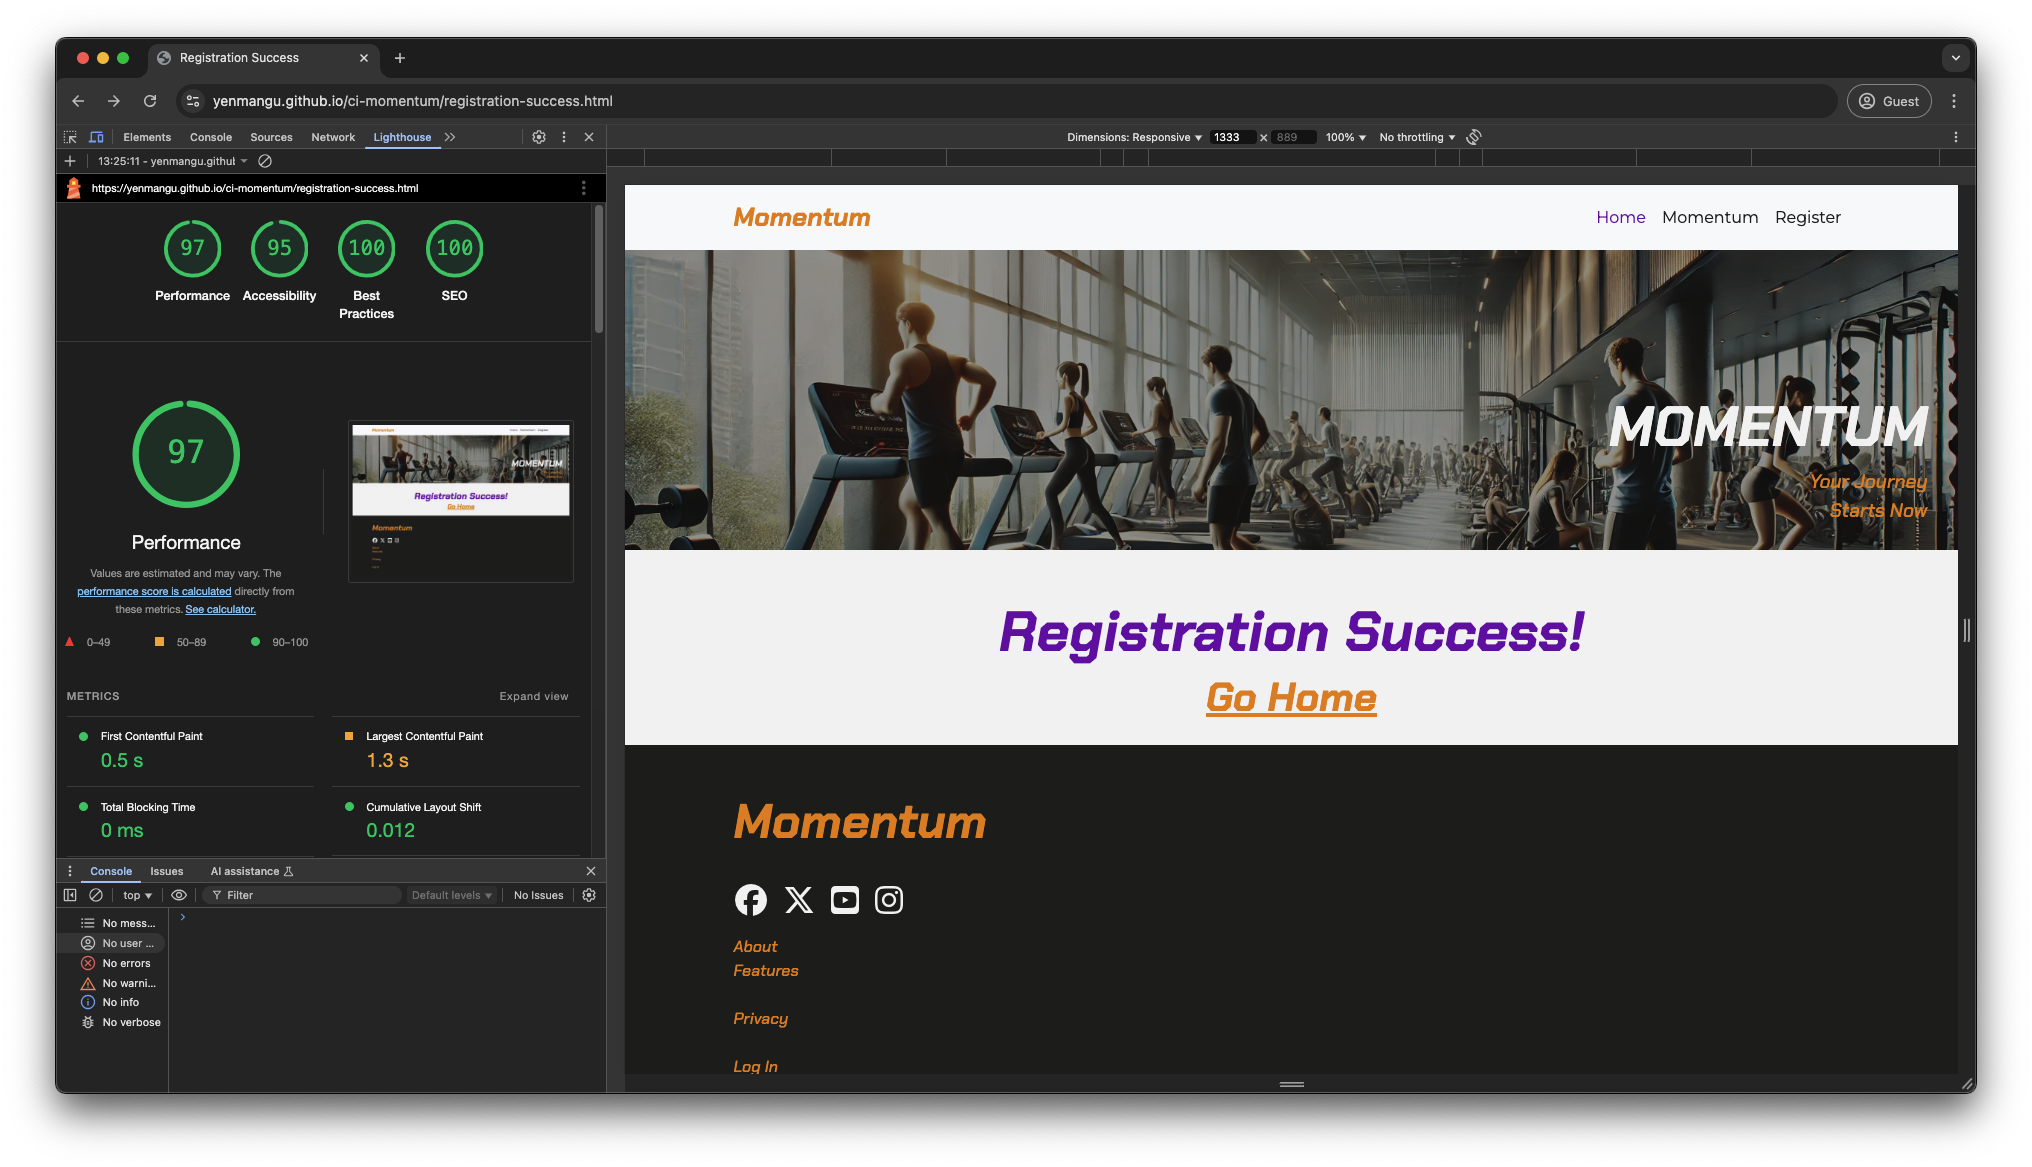 Registration Success
yenmangu.github.io/ci-momentum/registration-success.html
Guest
Elements Console Sources Network Lighthouse
13:25:11 - yenmangu.githul
https://yenmangu.github.io/ci-momentum/registration-success.html
97 95 100 100
Performance Accessibility Best Practices SEO
97
Performance
Values are estimated and may vary. The
performance score is calculated directly from
these metrics. See calculator.
0–49 50–89 90–100
Momentum
MOMENTUM
Registration Success!
Go Home
Momentum
METRICS Expand view
First Contentful Paint
0.5 s
Largest Contentful Paint
1.3 s
Total Blocking Time
0 ms
Cumulative Layout Shift
0.012
Console Issues AI assistance
top Filter Default levels No Issues
No mess...
No user ...
No errors
No warni...
No info
No verbose
Dimensions: Responsive 1333 x 889 100% No throttling
Momentum
Home Momentum Register
MOMENTUM
Your Journey
Starts Now
Registration Success!
Go Home
Momentum
About
Features
Privacy
Log In